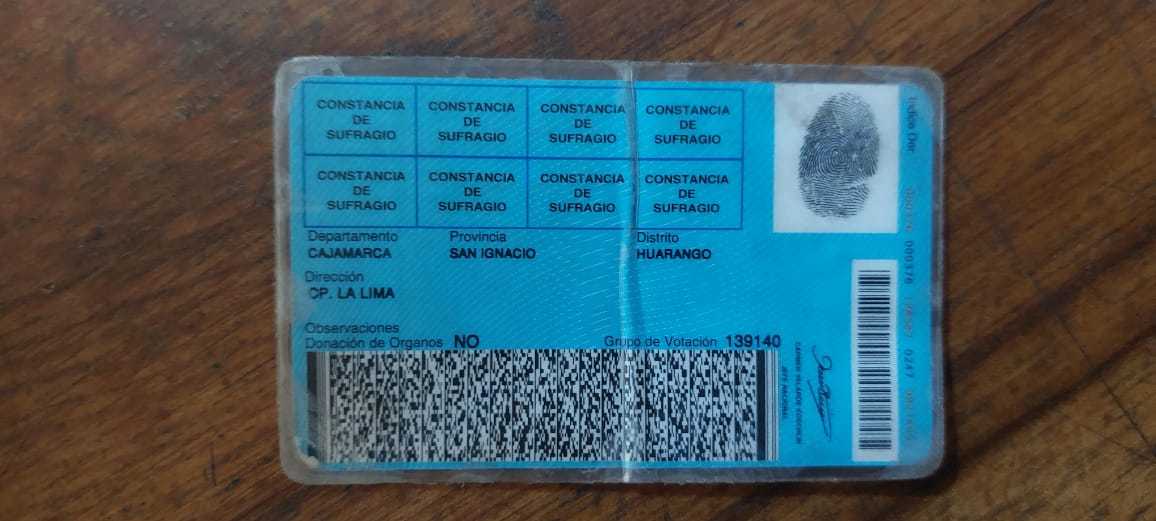 CONSTANCIA DE SUFRAGIO
CONSTANCIA DE SUFRAGIO
CONSTANCIA DE SUFRAGIO
CONSTANCIA DE SUFRAGIO
CONSTANCIA DE SUFRAGIO
CONSTANCIA DE SUFRAGIO
CONSTANCIA DE SUFRAGIO
CONSTANCIA DE SUFRAGIO
Departamento Provincia Distrito
CAJAMARCA SAN IGNACIO HUARANGO
Dirección
CP. LA LIMA
Observaciones
Donación de Organos NO Grupo de Votación 139140
JEFE NACIONAL